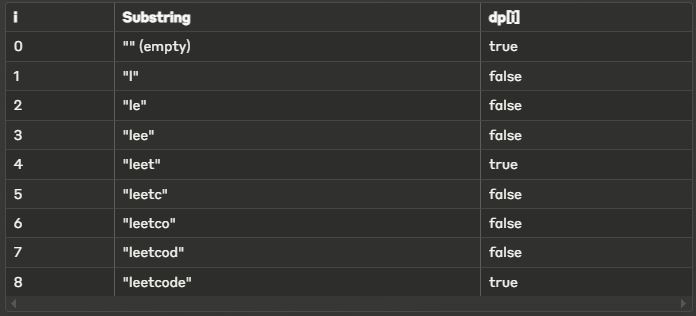 i Substring dp[i]
0 "" (empty) true
1 "l" false
2 "le" false
3 "lee" false
4 "leet" true
5 "leetc" false
6 "leetco" false
7 "leetcod" false
8 "leetcode" true